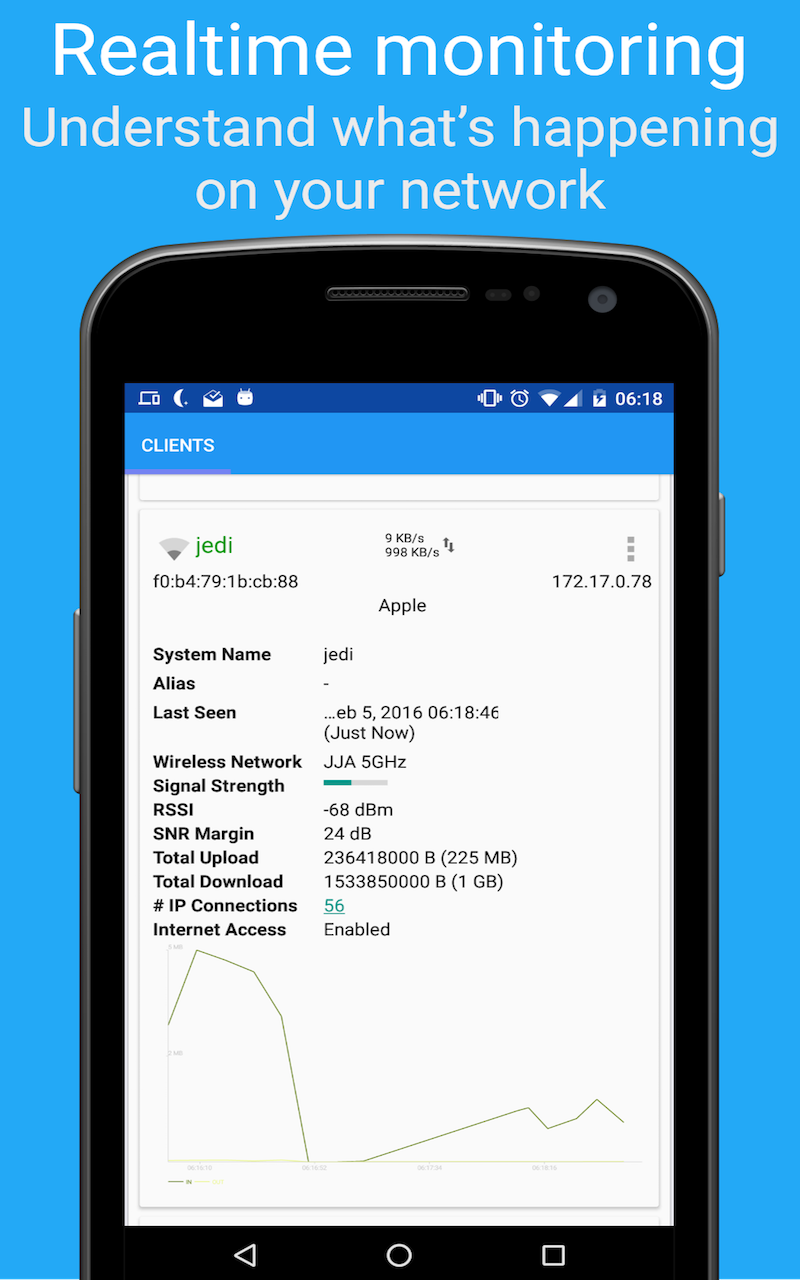 Realtime monitoring
Understand what's happening
on your network
06:18
CLIENTS
jedi
9 KB/s
998 KB/s
f0:b4:79:1b:cb:88
172.17.0.78
Apple
System Name jedi
Alias -
Last Seen ...eb 5, 2016 06:18:46
(Just Now)
Wireless Network JJA 5GHz
Signal Strength
RSSI -68 dBm
SNR Margin 24 dB
Total Upload 236418000 B (225 MB)
Total Download 1533850000 B (1 GB)
# IP Connections 56
Internet Access Enabled
2 MB
06:16:10 06:16:52 06:17:34 06:18:16
IN OUT